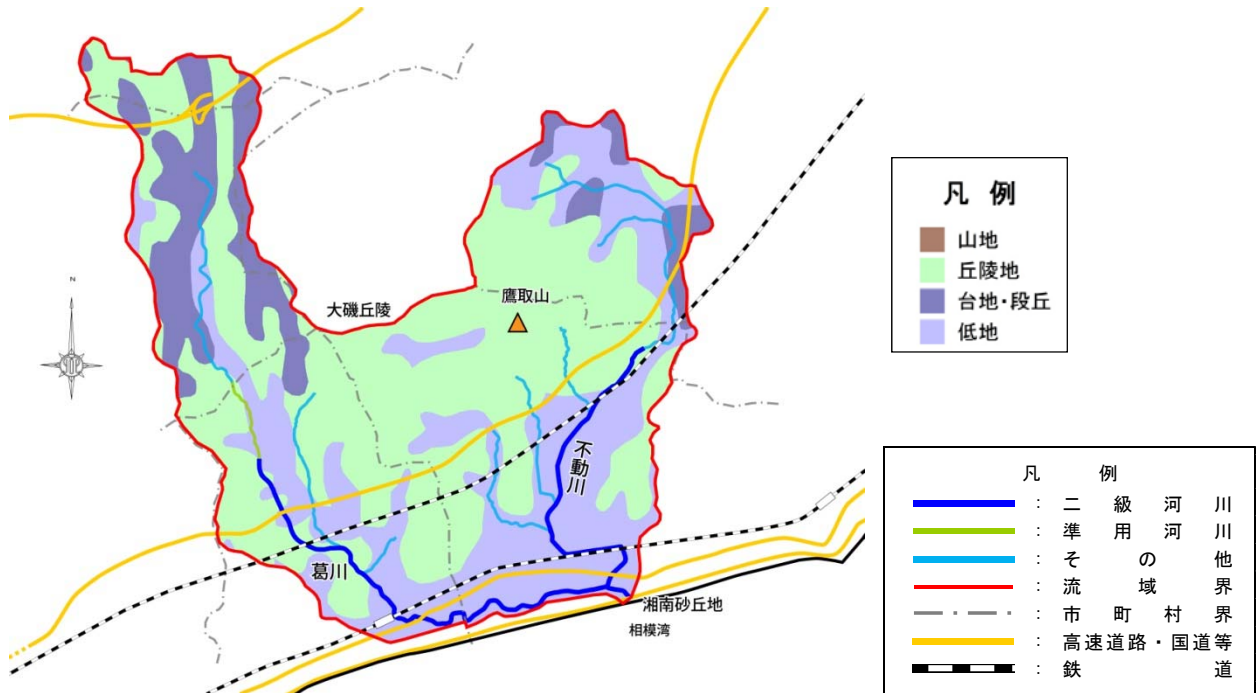 N
大磯丘陵
鷹取山
不動川
葛川
湘南砂丘地
相模湾
凡 例
山地
丘陵地
台地・段丘
低地
凡 例
: 二 級 河 川
: 準 用 河 川
: そ の 他
: 流 域 界
: 市 町 村 界
: 高速道路・国道等
: 鉄 道